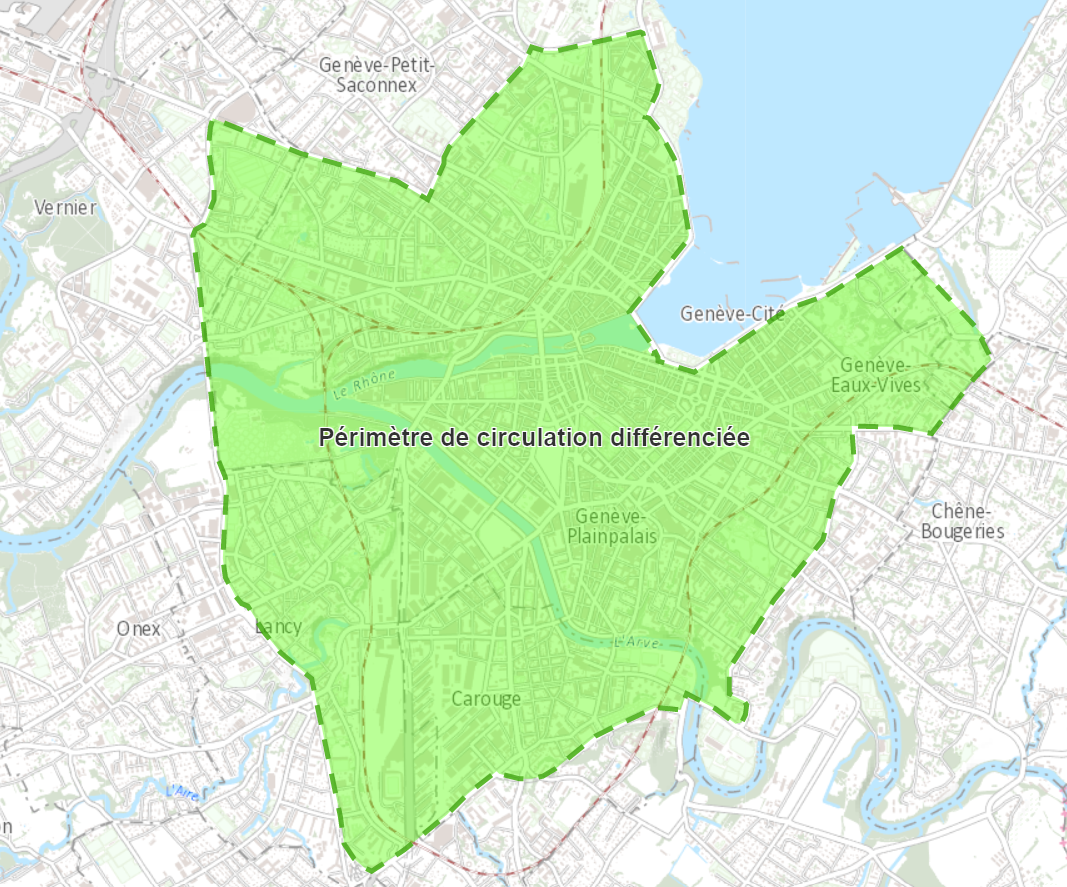 Genève-Petit-
Saconnex
Vernier
Genève-Cité
Genève-
Eaux-Vives
Le Rhône
Périmètre de circulation différenciée
Genève-
Plainpalais
Chêne-
Bougeries
Onex
Lancy
L'Arve
Carouge
L'Aire
n